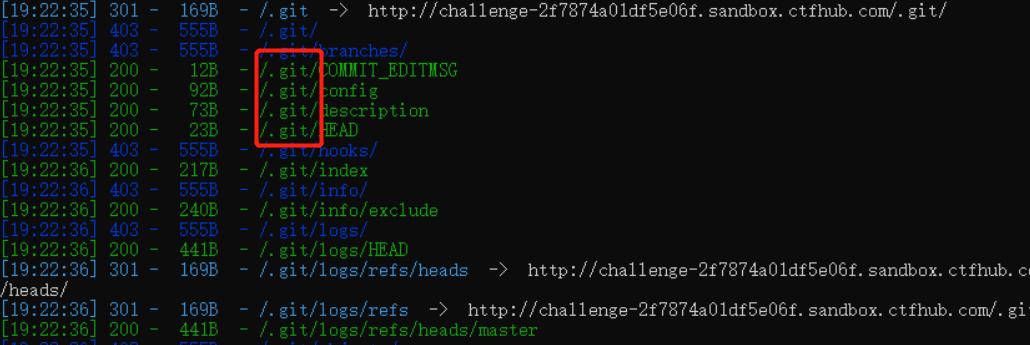 [19:22:35] 301 -  169B  - /.git  ->  http://challenge-2f7874a01df5e06f.sandbox.ctfhub.com/.git/
[19:22:35] 403 -  555B  - /.git/
[19:22:35] 403 -  555B  - /.git/branches/
[19:22:35] 200 -   12B  - /.git/COMMIT_EDITMSG
[19:22:35] 200 -   92B  - /.git/config
[19:22:35] 200 -   73B  - /.git/description
[19:22:35] 200 -   23B  - /.git/HEAD
[19:22:35] 403 -  555B  - /.git/hooks/
[19:22:36] 200 -  217B  - /.git/index
[19:22:36] 403 -  555B  - /.git/info/
[19:22:36] 200 -  240B  - /.git/info/exclude
[19:22:36] 403 -  555B  - /.git/logs/
[19:22:36] 200 -  441B  - /.git/logs/HEAD
[19:22:36] 301 -  169B  - /.git/logs/refs/heads  ->  http://challenge-2f7874a01df5e06f.sandbox.ctfhub.c
/heads/
[19:22:36] 301 -  169B  - /.git/logs/refs  ->  http://challenge-2f7874a01df5e06f.sandbox.ctfhub.com/.gi
[19:22:36] 200 -  441B  - /.git/logs/refs/heads/master